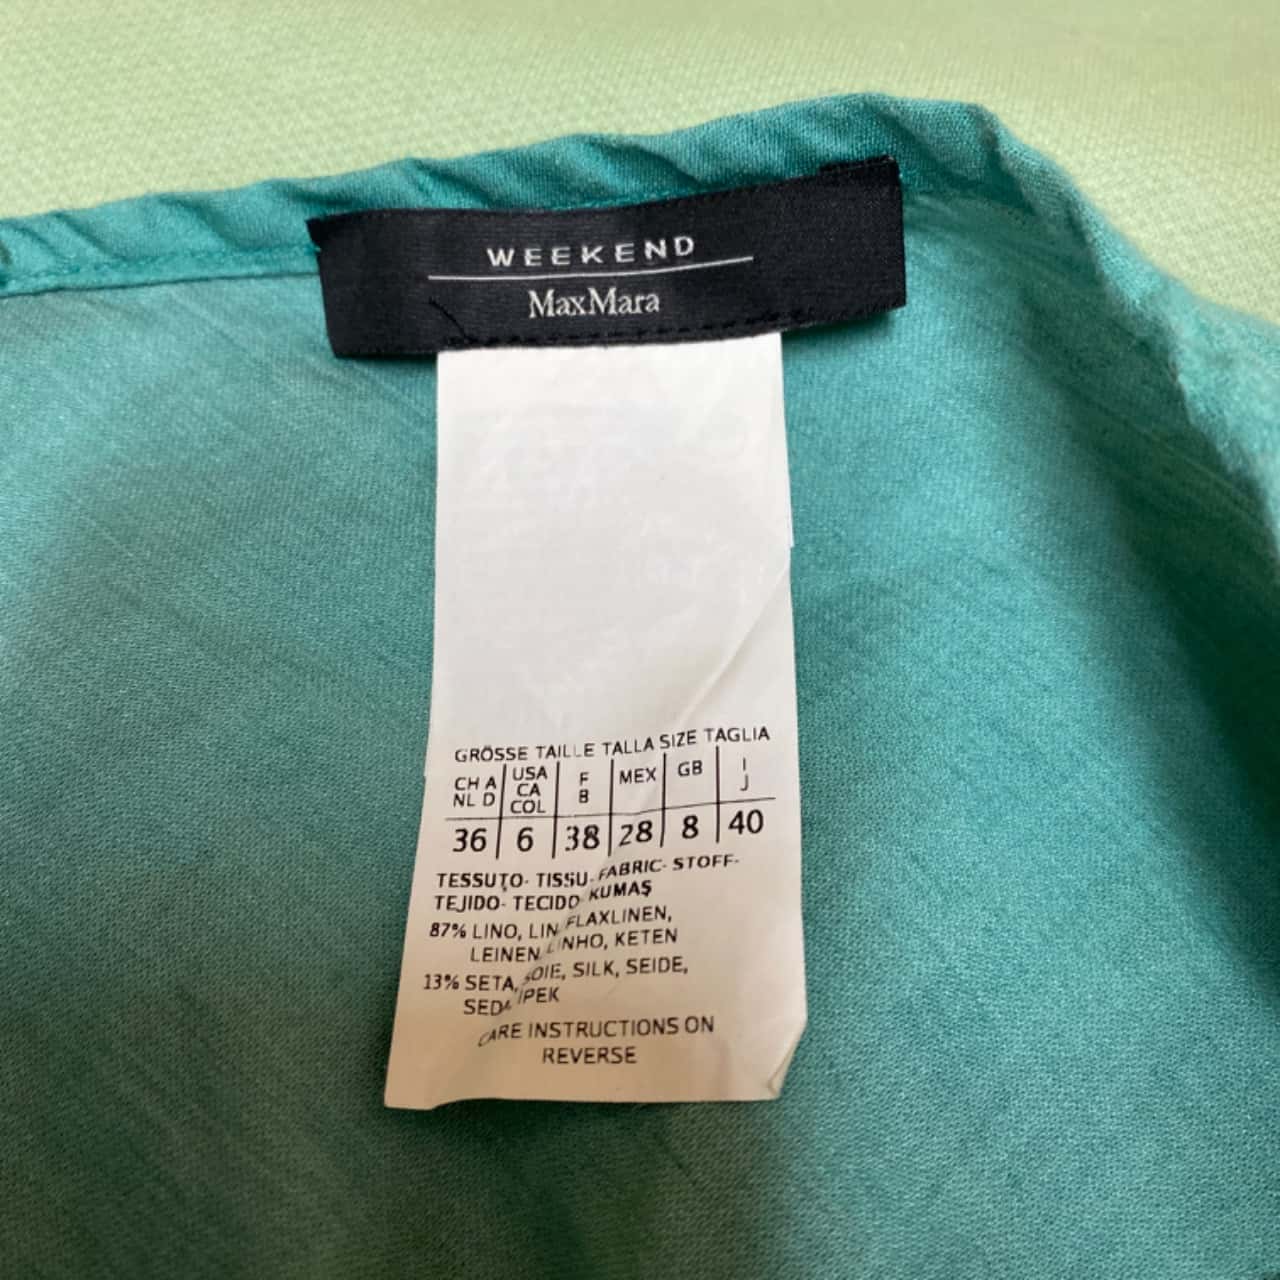 WEEKEND
MaxMara
GRÖSSE TAILLE TALLA SIZE TAGLIA
CH A USA F MEX GB I
NL D CA B J
COL
36 6 38 28 8 40
TESSUTO- TISSU- FABRIC- STOFF-
TEJIDO- TECIDO- KUMAŞ
87% LINO, LIN, FLAXLINEN,
LEINEN, LINHO, KETEN
13% SETA, SOIE, SILK, SEIDE,
SEDA, IPEK
CARE INSTRUCTIONS ON
REVERSE